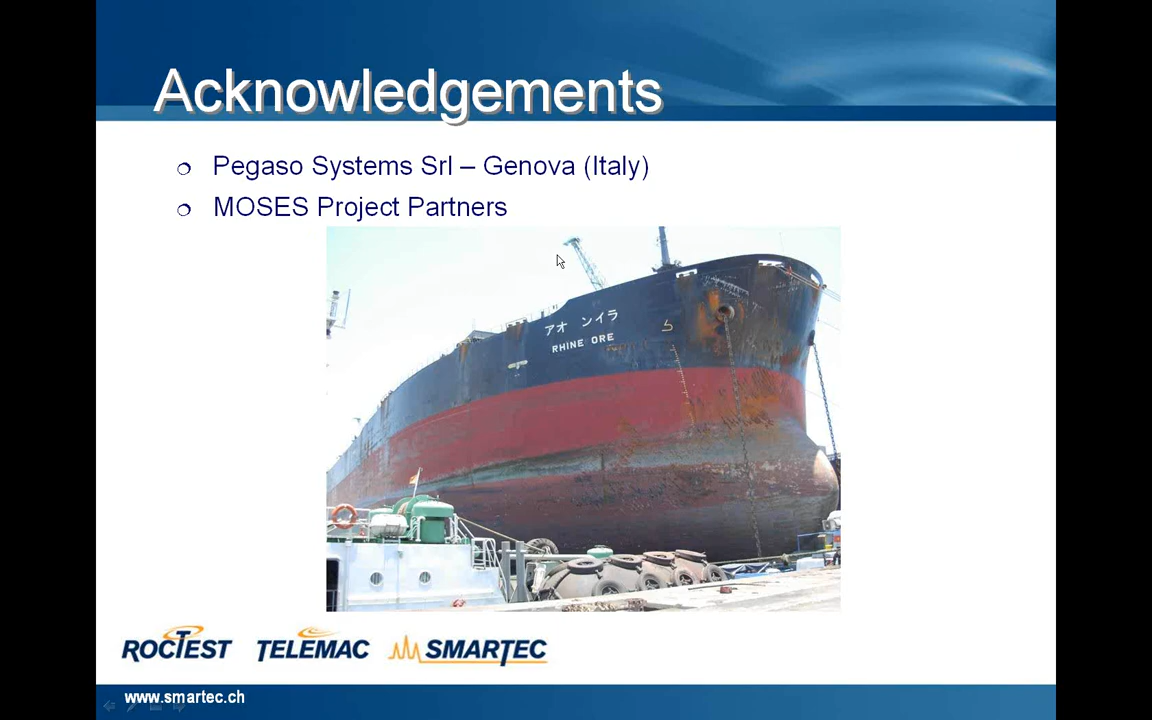 Acknowledgements
Pegaso Systems Srl – Genova (Italy)
MOSES Project Partners
アオ ンイラ
RHINE ORE
ROCTEST TELEMAC SMARTEC
www.smartec.ch